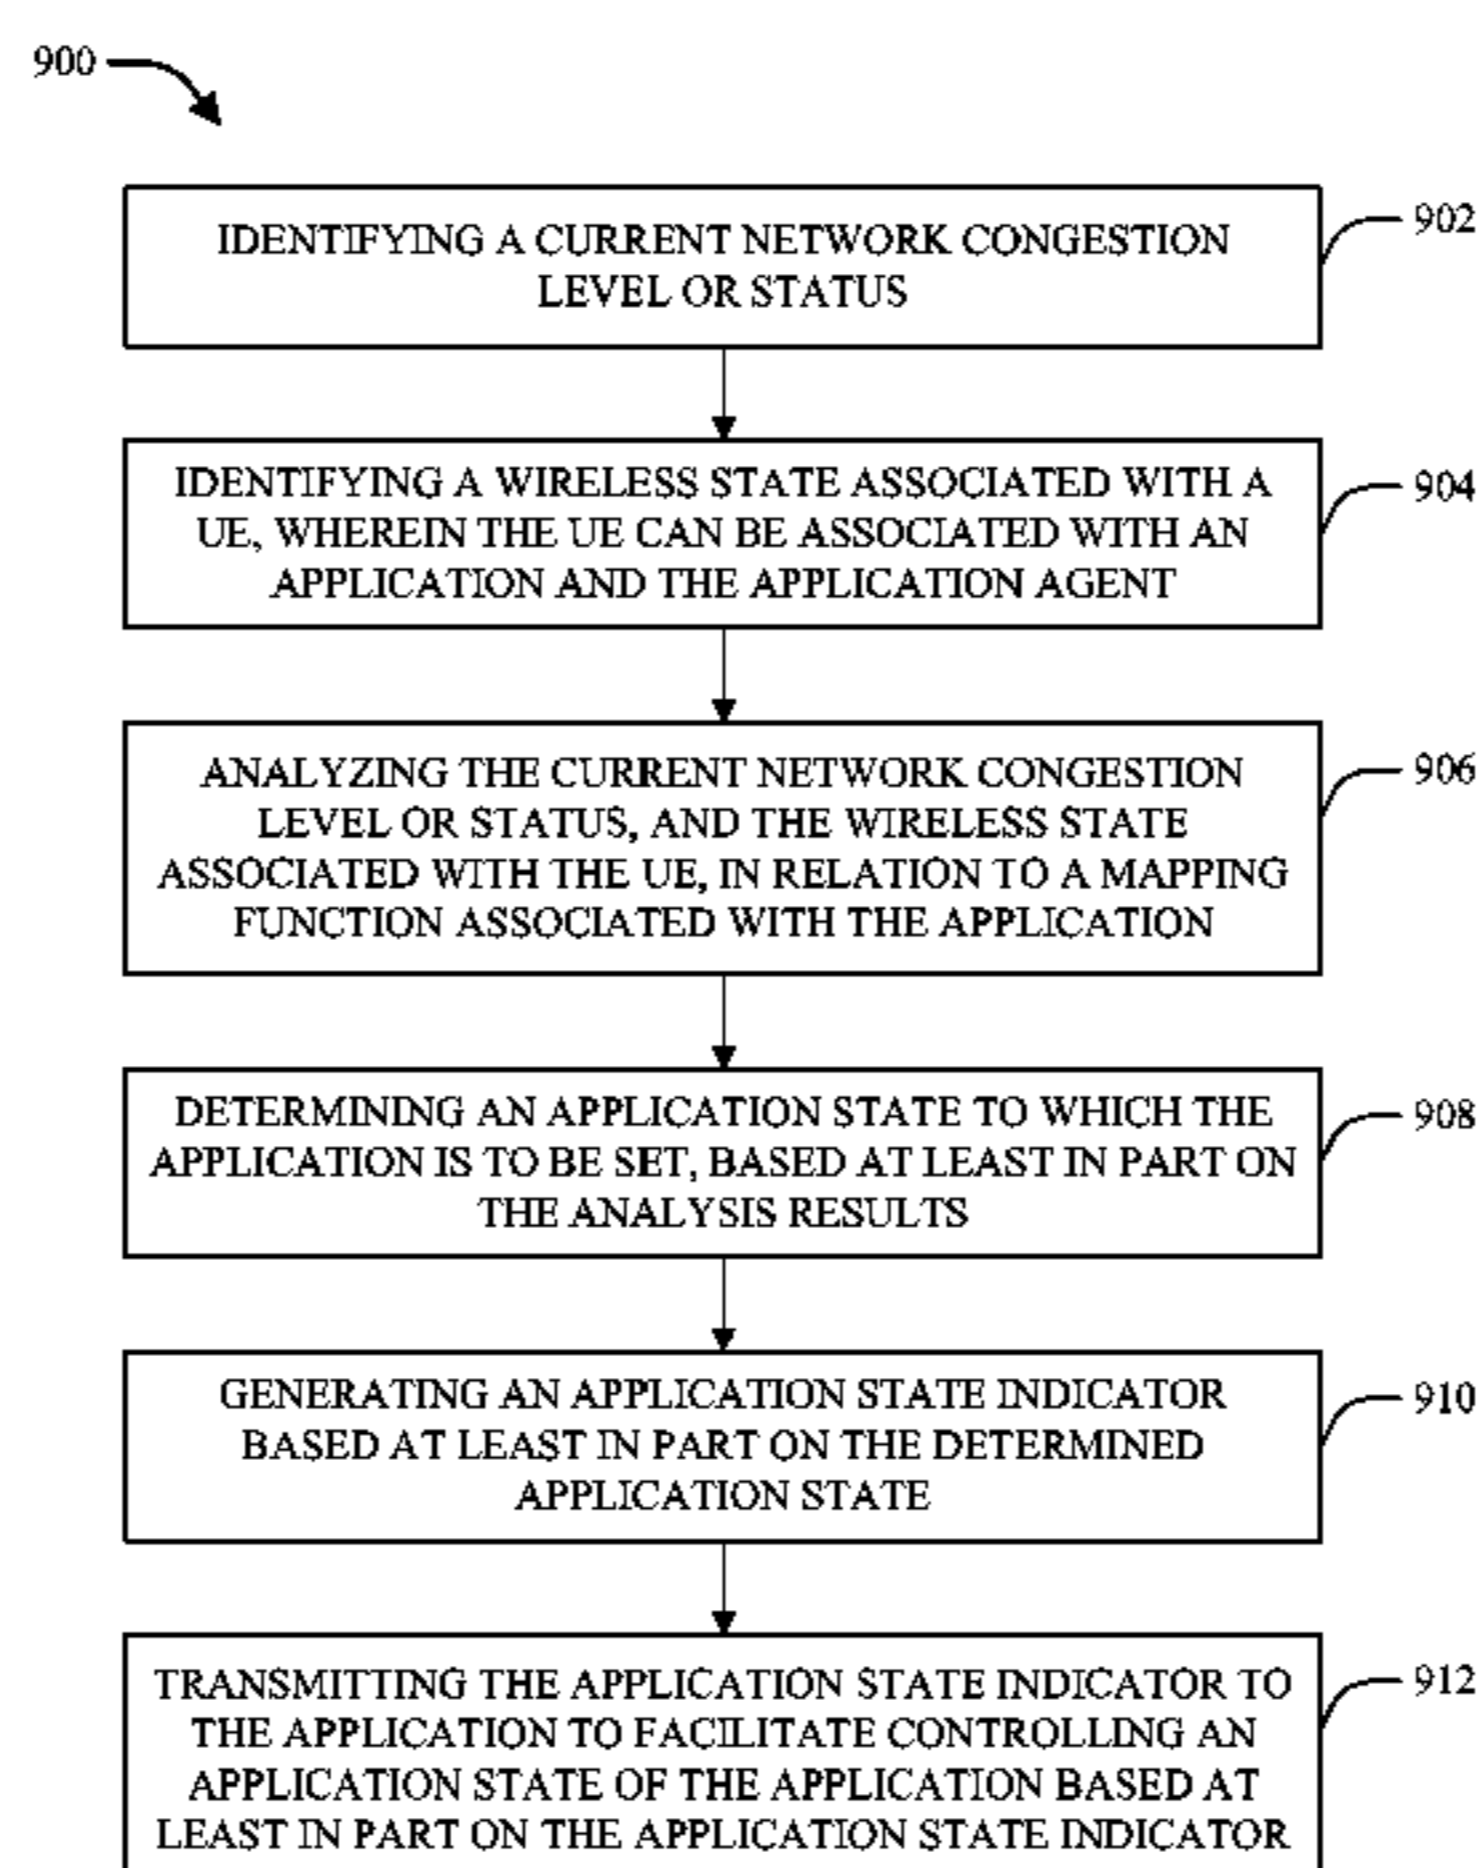 900
IDENTIFYING A CURRENT NETWORK CONGESTION
LEVEL OR STATUS
902
IDENTIFYING A WIRELESS STATE ASSOCIATED WITH A
UE, WHEREIN THE UE CAN BE ASSOCIATED WITH AN
APPLICATION AND THE APPLICATION AGENT
904
ANALYZING THE CURRENT NETWORK CONGESTION
LEVEL OR STATUS, AND THE WIRELESS STATE
ASSOCIATED WITH THE UE, IN RELATION TO A MAPPING
FUNCTION ASSOCIATED WITH THE APPLICATION
906
DETERMINING AN APPLICATION STATE TO WHICH THE
APPLICATION IS TO BE SET, BASED AT LEAST IN PART ON
THE ANALYSIS RESULTS
908
GENERATING AN APPLICATION STATE INDICATOR
BASED AT LEAST IN PART ON THE DETERMINED
APPLICATION STATE
910
TRANSMITTING THE APPLICATION STATE INDICATOR TO
THE APPLICATION TO FACILITATE CONTROLLING AN
APPLICATION STATE OF THE APPLICATION BASED AT
LEAST IN PART ON THE APPLICATION STATE INDICATOR
912